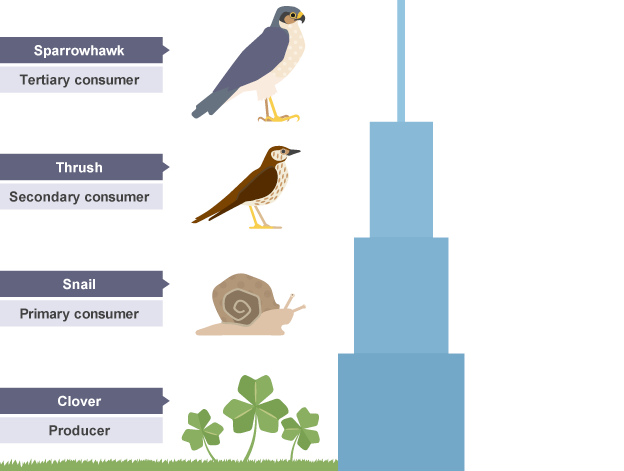 Sparrowhawk
Tertiary consumer
Thrush
Secondary consumer
Snail
Primary consumer
Clover
Producer